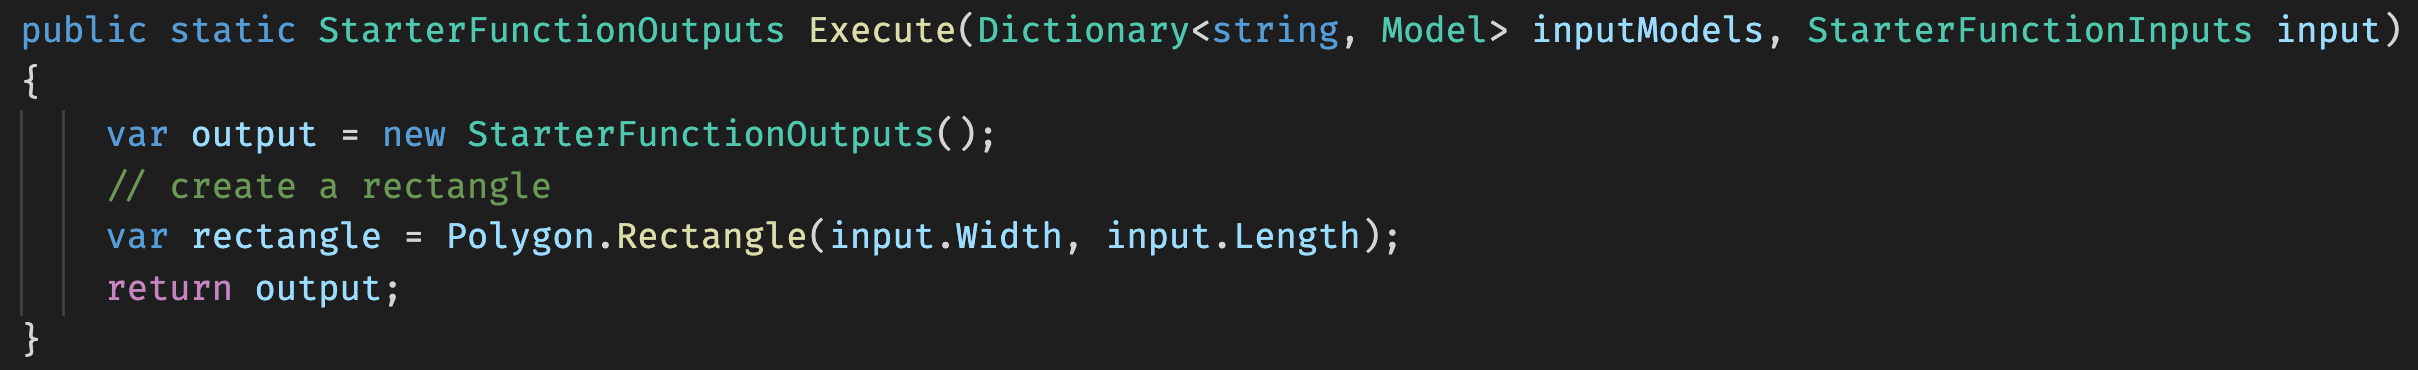 public static StarterFunctionOutputs Execute(Dictionary<string, Model> inputModels, StarterFunctionInputs input)
{
    var output = new StarterFunctionOutputs();
    // create a rectangle
    var rectangle = Polygon.Rectangle(input.Width, input.Length);
    return output;
}